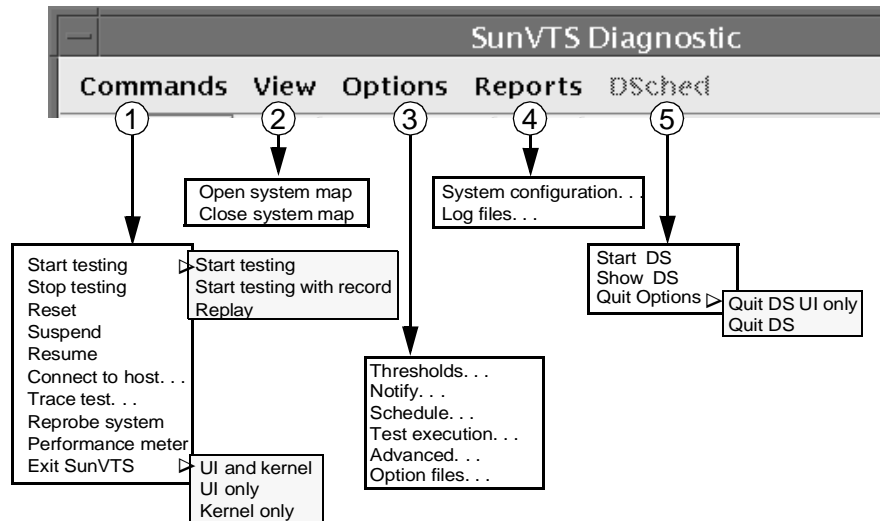 SunVTS Diagnostic
Commands View Options Reports DSched
1 2 3 4 5
Open system map
Close system map
System configuration. . .
Log files. . .
Start testing
Stop testing
Reset
Suspend
Resume
Connect to host. . .
Trace test. . .
Reprobe system
Performance meter
Exit SunVTS
Start testing
Start testing with record
Replay
UI and kernel
UI only
Kernel only
Thresholds. . .
Notify. . .
Schedule. . .
Test execution. . .
Advanced. . .
Option files. . .
Start DS
Show DS
Quit Options
Quit DS UI only
Quit DS